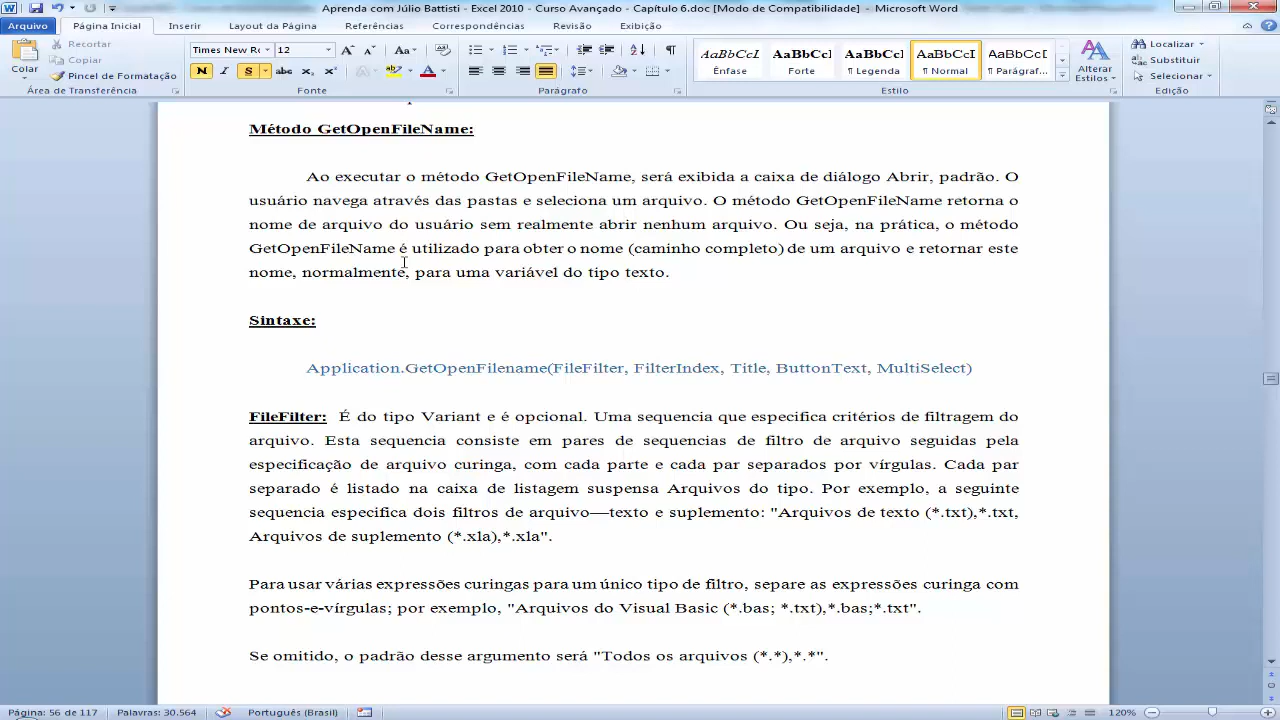 Aprenda com Júlio Battisti - Excel 2010 - Curso Avançado - Capítulo 6.doc [Modo de Compatibilidade] - Microsoft Word
Arquivo Página Inicial Inserir Layout da Página Referências Correspondências Revisão Exibição
Colar
Recortar
Copiar
Pincel de Formatação
Área de Transferência
Times New Ro 12
N I S abc x₂ x² A
Fonte
Parágrafo
AaBbCcI AaBbCcI AaBbCcI AaBbCcI AaBbCcI
Ênfase Forte ¶ Legenda ¶ Normal ¶ Parágraf...
Alterar Estilos
Estilo
Localizar
Substituir
Selecionar
Edição
Método GetOpenFileName:
Ao executar o método GetOpenFileName, será exibida a caixa de diálogo Abrir, padrão. O
usuário navega através das pastas e seleciona um arquivo. O método GetOpenFileName retorna o
nome de arquivo do usuário sem realmente abrir nenhum arquivo. Ou seja, na prática, o método
GetOpenFileName é utilizado para obter o nome (caminho completo) de um arquivo e retornar este
nome, normalmente, para uma variável do tipo texto.
Sintaxe:
Application.GetOpenFilename(FileFilter, FilterIndex, Title, ButtonText, MultiSelect)
FileFilter: É do tipo Variant e é opcional. Uma sequencia que especifica critérios de filtragem do
arquivo. Esta sequencia consiste em pares de sequencias de filtro de arquivo seguidas pela
especificação de arquivo curinga, com cada parte e cada par separados por vírgulas. Cada par
separado é listado na caixa de listagem suspensa Arquivos do tipo. Por exemplo, a seguinte
sequencia especifica dois filtros de arquivo—texto e suplemento: "Arquivos de texto (*.txt),*.txt,
Arquivos de suplemento (*.xla),*.xla".
Para usar várias expressões curingas para um único tipo de filtro, separe as expressões curinga com
pontos-e-vírgulas; por exemplo, "Arquivos do Visual Basic (*.bas; *.txt),*.bas;*.txt".
Se omitido, o padrão desse argumento será "Todos os arquivos (*.*),*.*".
Página: 56 de 117 Palavras: 30.564 Português (Brasil) 120%